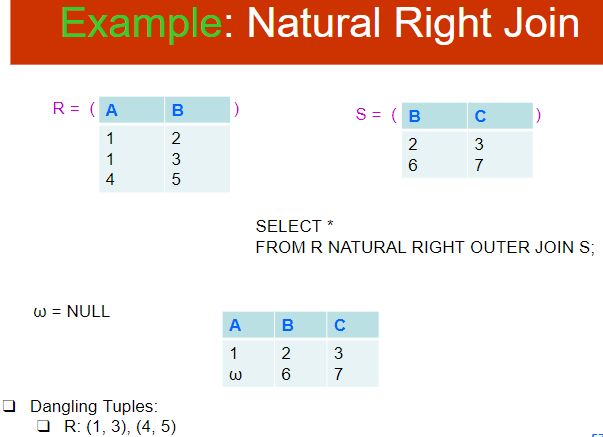 Example: Natural Right Join
R = ( A B )
1 2
1 3
4 5
S = ( B C )
2 3
6 7
SELECT *
FROM R NATURAL RIGHT OUTER JOIN S;
ω = NULL
A B C
1 2 3
ω 6 7
❑ Dangling Tuples:
❑ R: (1, 3), (4, 5)